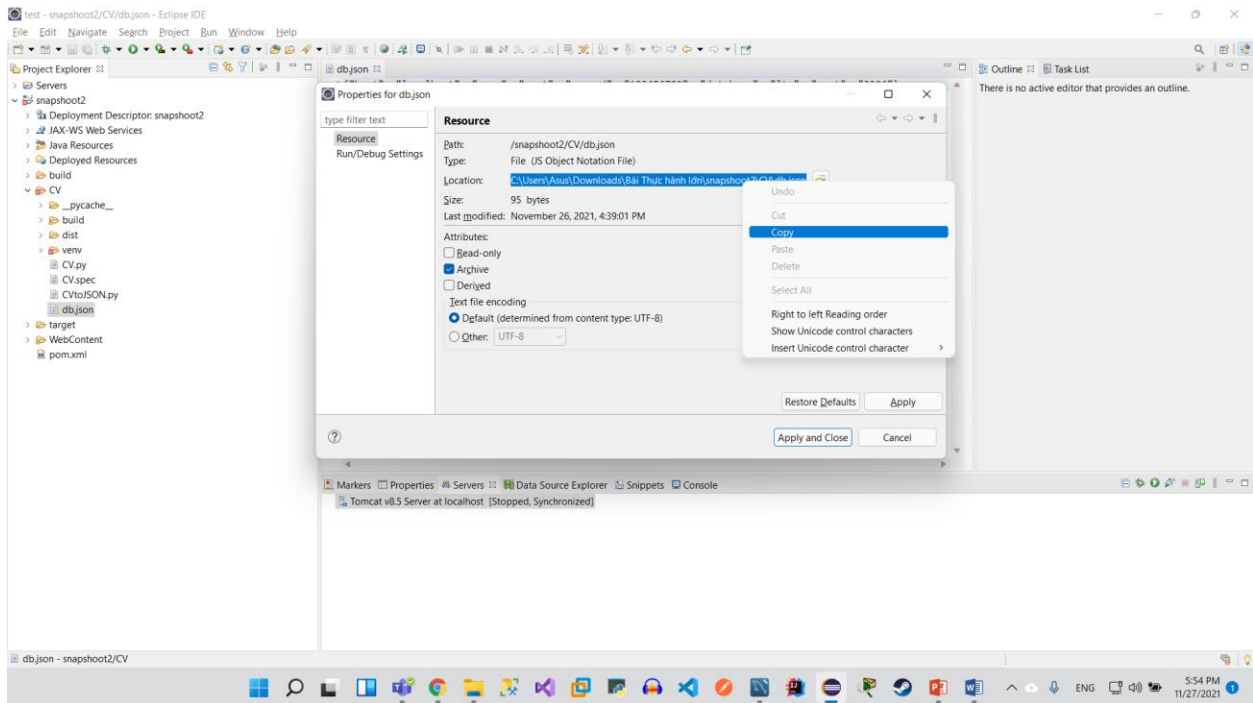 test - snapshoot2/CV/db.json - Eclipse IDE
File Edit Navigate Search Project Run Window Help
Project Explorer
Servers
snapshoot2
Deployment Descriptor: snapshoot2
JAX-WS Web Services
Java Resources
Deployed Resources
build
CV
_pycache_
build
dist
venv
CV.py
CV.spec
CVtoJSON.py
db.json
target
WebContent
pom.xml
db.json
Properties for db.json
type filter text
Resource
Run/Debug Settings
Resource
Path: /snapshoot2/CV/db.json
Type: File (JS Object Notation File)
Location: C:\Users\Asus\Downloads\Bài Thực hành lớn\snapshoot2\CV\db.json
Size: 95 bytes
Last modified: November 26, 2021, 4:39:01 PM
Attributes:
Read-only
Archive
Derived
Text file encoding
Default (determined from content type: UTF-8)
Other: UTF-8
Undo
Cut
Copy
Paste
Delete
Select All
Right to left Reading order
Show Unicode control characters
Insert Unicode control character
Restore Defaults Apply
Apply and Close Cancel
Outline Task List
There is no active editor that provides an outline.
Markers Properties Servers Data Source Explorer Snippets Console
Tomcat v8.5 Server at localhost [Stopped, Synchronized]
db.json - snapshoot2/CV
ENG
5:54 PM
11/27/2021
1